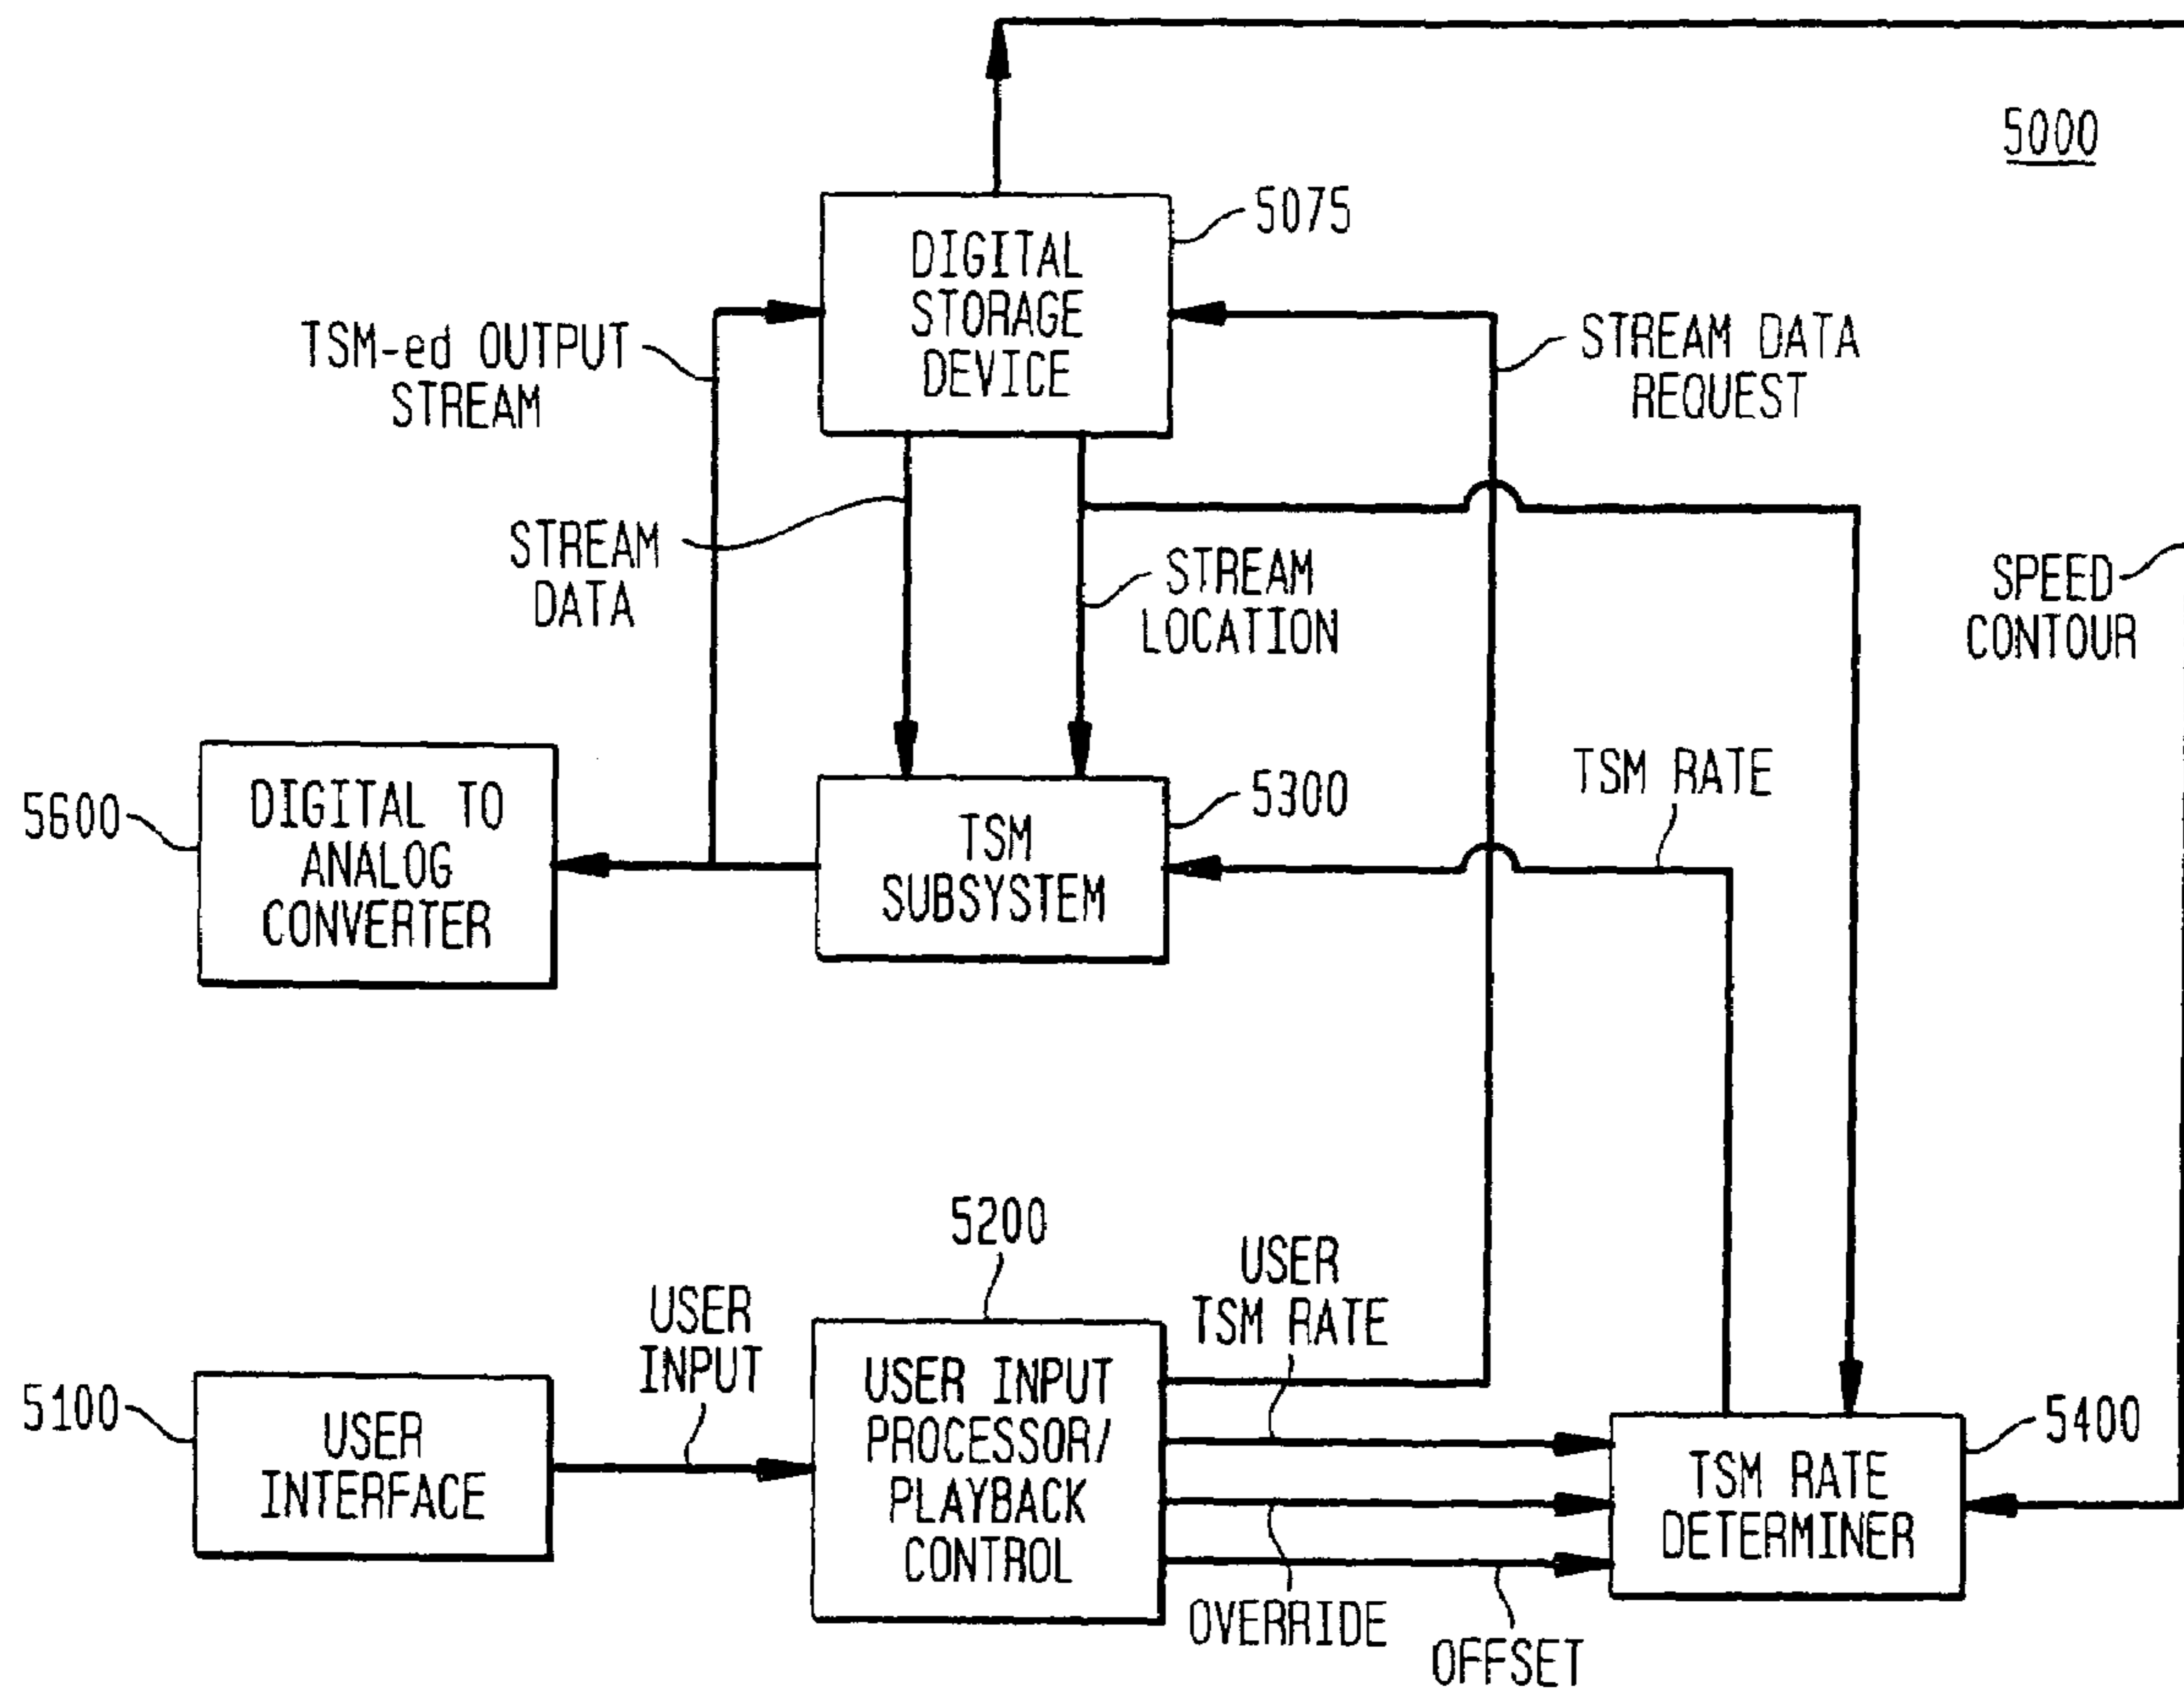 5000
5075
DIGITAL
STORAGE
DEVICE
TSM-ed OUTPUT
STREAM
STREAM DATA
REQUEST
STREAM
DATA
STREAM
LOCATION
SPEED
CONTOUR
5600
DIGITAL TO
ANALOG
CONVERTER
5300
TSM
SUBSYSTEM
TSM RATE
5200
USER
TSM RATE
USER
INPUT
5100
USER
INTERFACE
USER INPUT
PROCESSOR/
PLAYBACK
CONTROL
5400
TSM RATE
DETERMINER
OVERRIDE
OFFSET